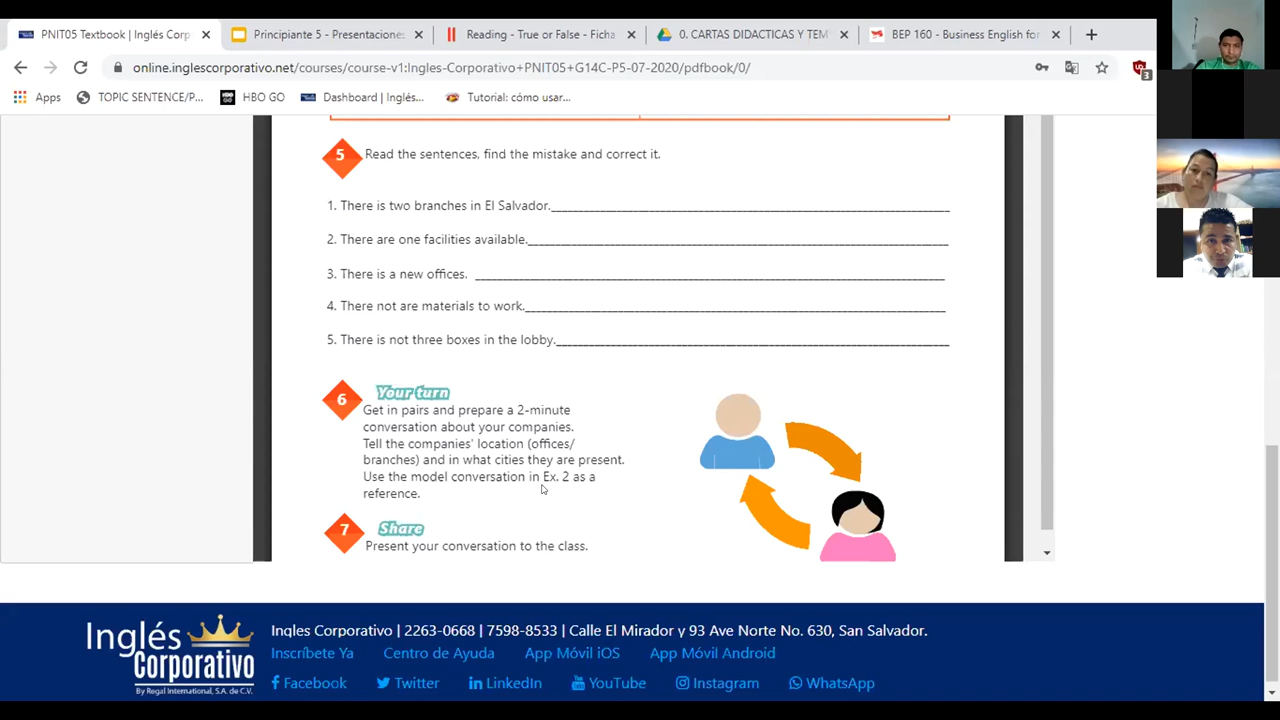 PNIT05 Textbook | Inglés Corp
Principiante 5 - Presentaciones
Reading - True or False - Ficha
0. CARTAS DIDACTICAS Y TEM
BEP 160 - Business English for
online.inglescorporativo.net/courses/course-v1:Ingles-Corporativo+PNIT05+G14C-P5-07-2020/pdfbook/0/
3
Apps
TOPIC SENTENCE/P...
HBO GO
Dashboard | Inglés...
Tutorial: cómo usar...
5 Read the sentences, find the mistake and correct it.
1. There is two branches in El Salvador.
2. There are one facilities available.
3. There is a new offices.
4. There not are materials to work.
5. There is not three boxes in the lobby.
6 Your turn
Get in pairs and prepare a 2-minute
conversation about your companies.
Tell the companies' location (offices/
branches) and in what cities they are present.
Use the model conversation in Ex. 2 as a
reference.
7 Share
Present your conversation to the class.
Inglés
Corporativo
By Regal International, S.A. de C.V.
Ingles Corporativo | 2263-0668 | 7598-8533 | Calle El Mirador y 93 Ave Norte No. 630, San Salvador.
Inscríbete Ya Centro de Ayuda App Móvil iOS App Móvil Android
Facebook Twitter LinkedIn YouTube Instagram WhatsApp